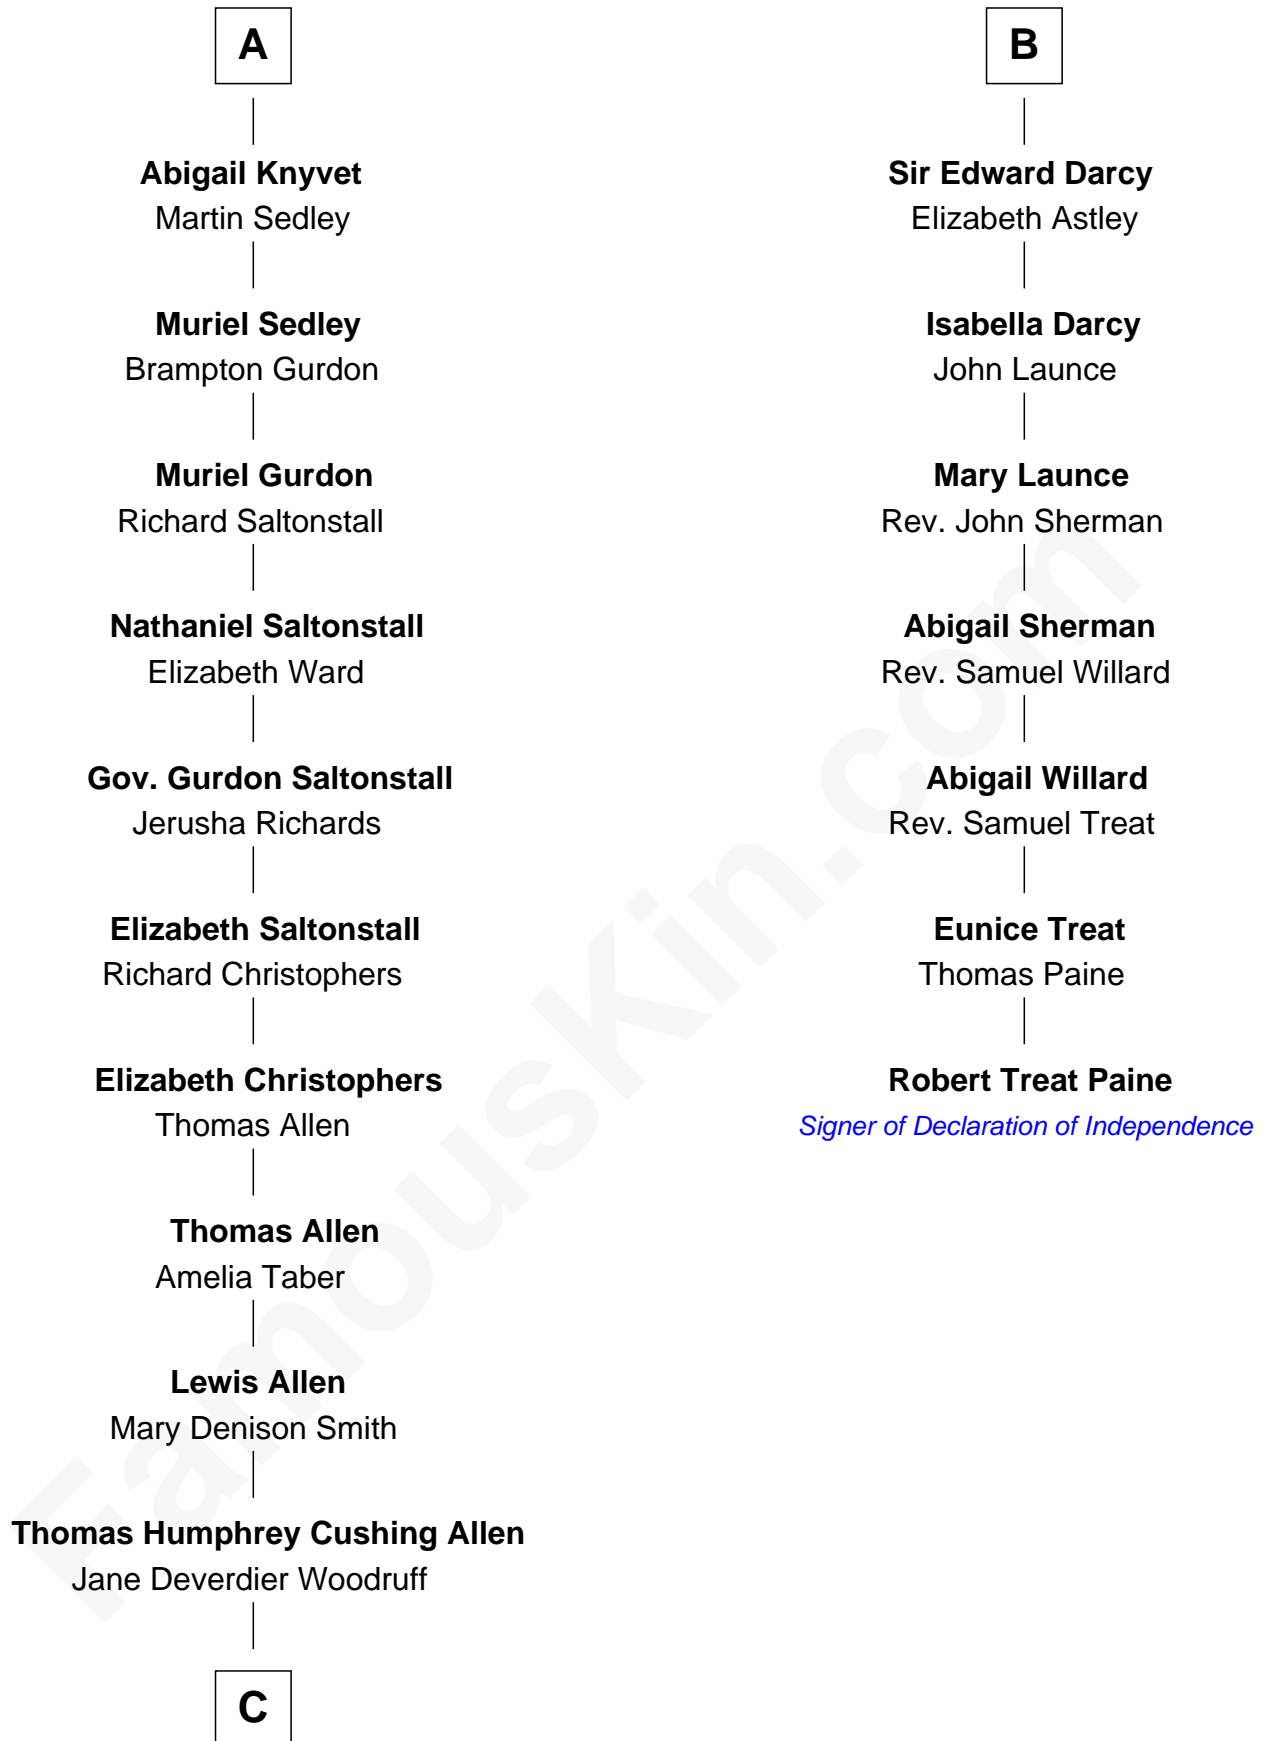 A
Abigail Knyvet
Martin Sedley
Muriel Sedley
Brampton Gurdon
Muriel Gurdon
Richard Saltonstall
Nathaniel Saltonstall
Elizabeth Ward
Gov. Gurdon Saltonstall
Jerusha Richards
Elizabeth Saltonstall
Richard Christophers
Elizabeth Christophers
Thomas Allen
Thomas Allen
Amelia Taber
Lewis Allen
Mary Denison Smith
Thomas Humphrey Cushing Allen
Jane Deverdier Woodruff
C
B
Sir Edward Darcy
Elizabeth Astley
Isabella Darcy
John Launce
Mary Launce
Rev. John Sherman
Abigail Sherman
Rev. Samuel Willard
Abigail Willard
Rev. Samuel Treat
Eunice Treat
Thomas Paine
Robert Treat Paine
Signer of Declaration of Independence
FamousKin.com